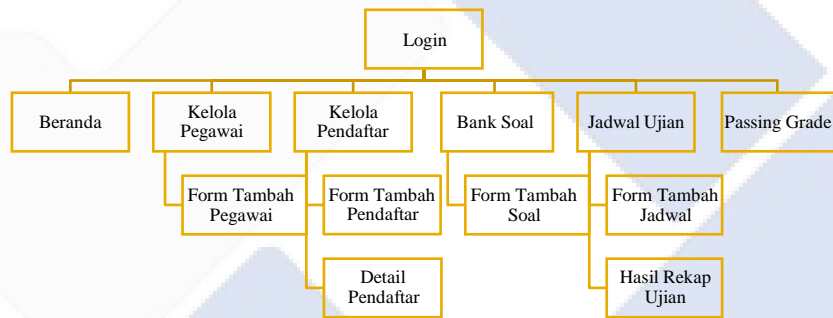 Login
Beranda
Kelola
Pegawai
Kelola
Pendaftar
Bank Soal
Jadwal Ujian
Passing Grade
Form Tambah
Pegawai
Form Tambah
Pendaftar
Form Tambah
Soal
Form Tambah
Jadwal
Detail
Pendaftar
Hasil Rekap
Ujian